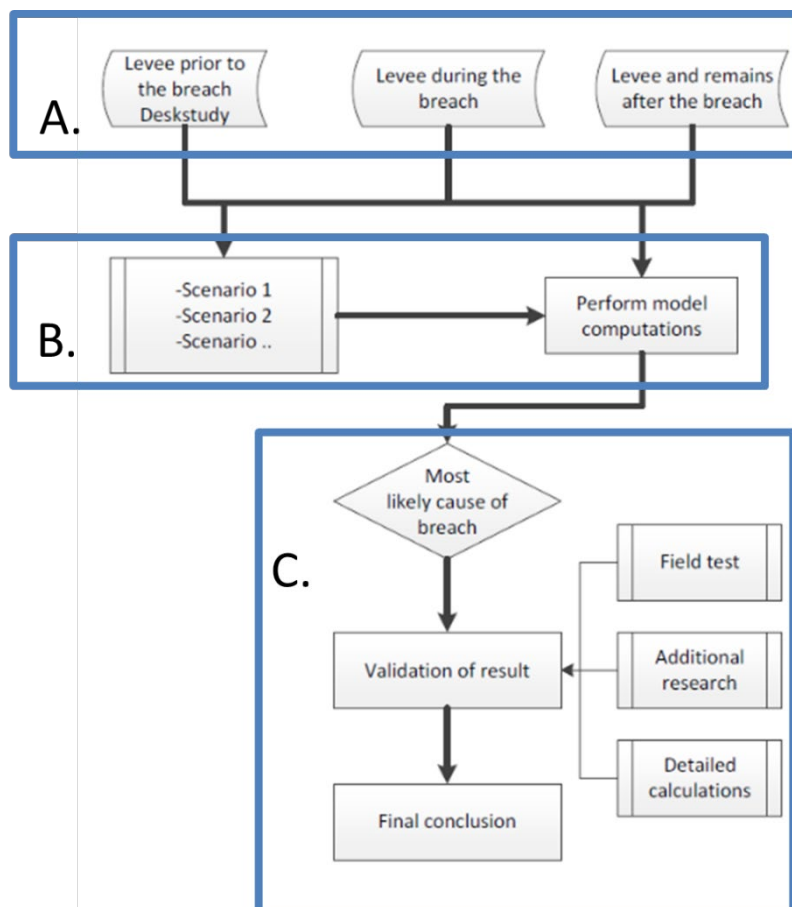 Levee prior to
the breach
Deskstudy
Levee during the
breach
Levee and remains
after the breach
A.
-Scenario 1
-Scenario 2
-Scenario ..
Perform model
computations
B.
Most
likely cause of
breach
C.
Field test
Validation of result
Additional
research
Detailed
calculations
Final conclusion